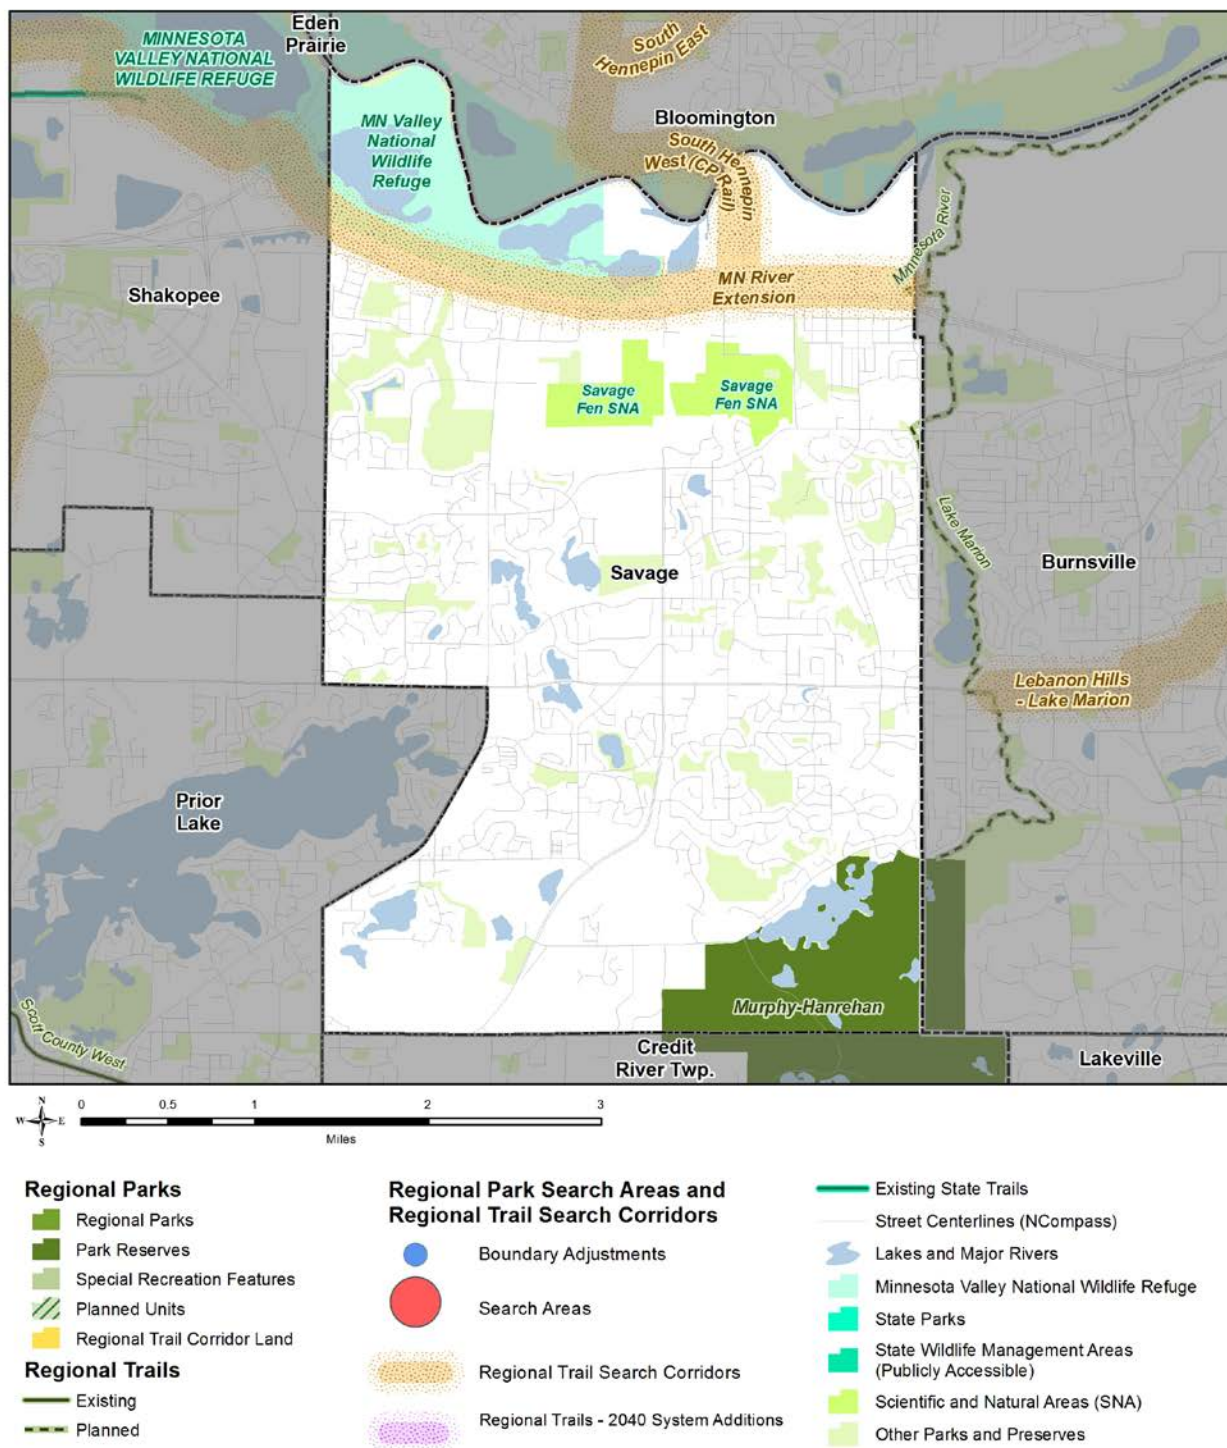 Eden
Prairie
MINNESOTA
VALLEY NATIONAL
WILDLIFE REFUGE
South
Hennepin East
MN Valley
National
Wildlife
Refuge
Bloomington
South Hennepin
West (CP Rail)
Minnesota River
Shakopee
MN River
Extension
Savage
Fen SNA
Savage
Fen SNA
Lake Marion
Savage
Burnsville
Lebanon Hills
- Lake Marion
Prior
Lake
Murphy-Hanrehan
Scott County West
Credit
River Twp.
Lakeville
N
W E
S
0 0.5 1 2 3
Miles
Regional Parks
Regional Parks
Park Reserves
Special Recreation Features
Planned Units
Regional Trail Corridor Land
Regional Trails
Existing
Planned
Regional Park Search Areas and
Regional Trail Search Corridors
Boundary Adjustments
Search Areas
Regional Trail Search Corridors
Regional Trails - 2040 System Additions
Existing State Trails
Street Centerlines (NCompass)
Lakes and Major Rivers
Minnesota Valley National Wildlife Refuge
State Parks
State Wildlife Management Areas
(Publicly Accessible)
Scientific and Natural Areas (SNA)
Other Parks and Preserves